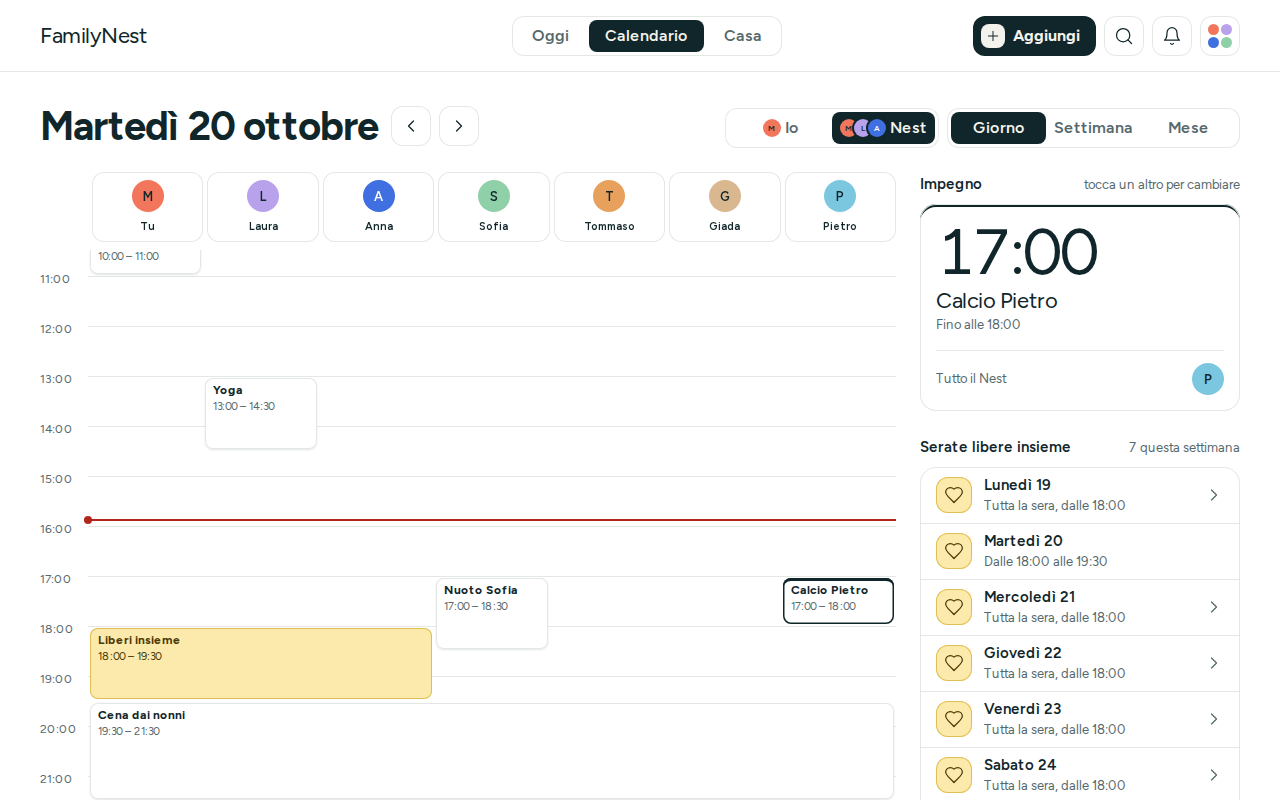 FamilyNest
Oggi
Calendario
Casa
Aggiungi
Martedì 20 ottobre
M Io
M L A Nest
Giorno
Settimana
Mese
M
Tu
L
Laura
A
Anna
S
Sofia
T
Tommaso
G
Giada
P
Pietro
10:00 – 11:00
11:00
12:00
13:00
14:00
15:00
16:00
17:00
18:00
19:00
20:00
21:00
Yoga
13:00 – 14:30
Nuoto Sofia
17:00 – 18:30
Calcio Pietro
17:00 – 18:00
Liberi insieme
18:00 – 19:30
Cena dai nonni
19:30 – 21:30
Impegno
tocca un altro per cambiare
17:00
Calcio Pietro
Fino alle 18:00
Tutto il Nest
P
Serate libere insieme
7 questa settimana
Lunedì 19
Tutta la sera, dalle 18:00
Martedì 20
Dalle 18:00 alle 19:30
Mercoledì 21
Tutta la sera, dalle 18:00
Giovedì 22
Tutta la sera, dalle 18:00
Venerdì 23
Tutta la sera, dalle 18:00
Sabato 24
Tutta la sera, dalle 18:00